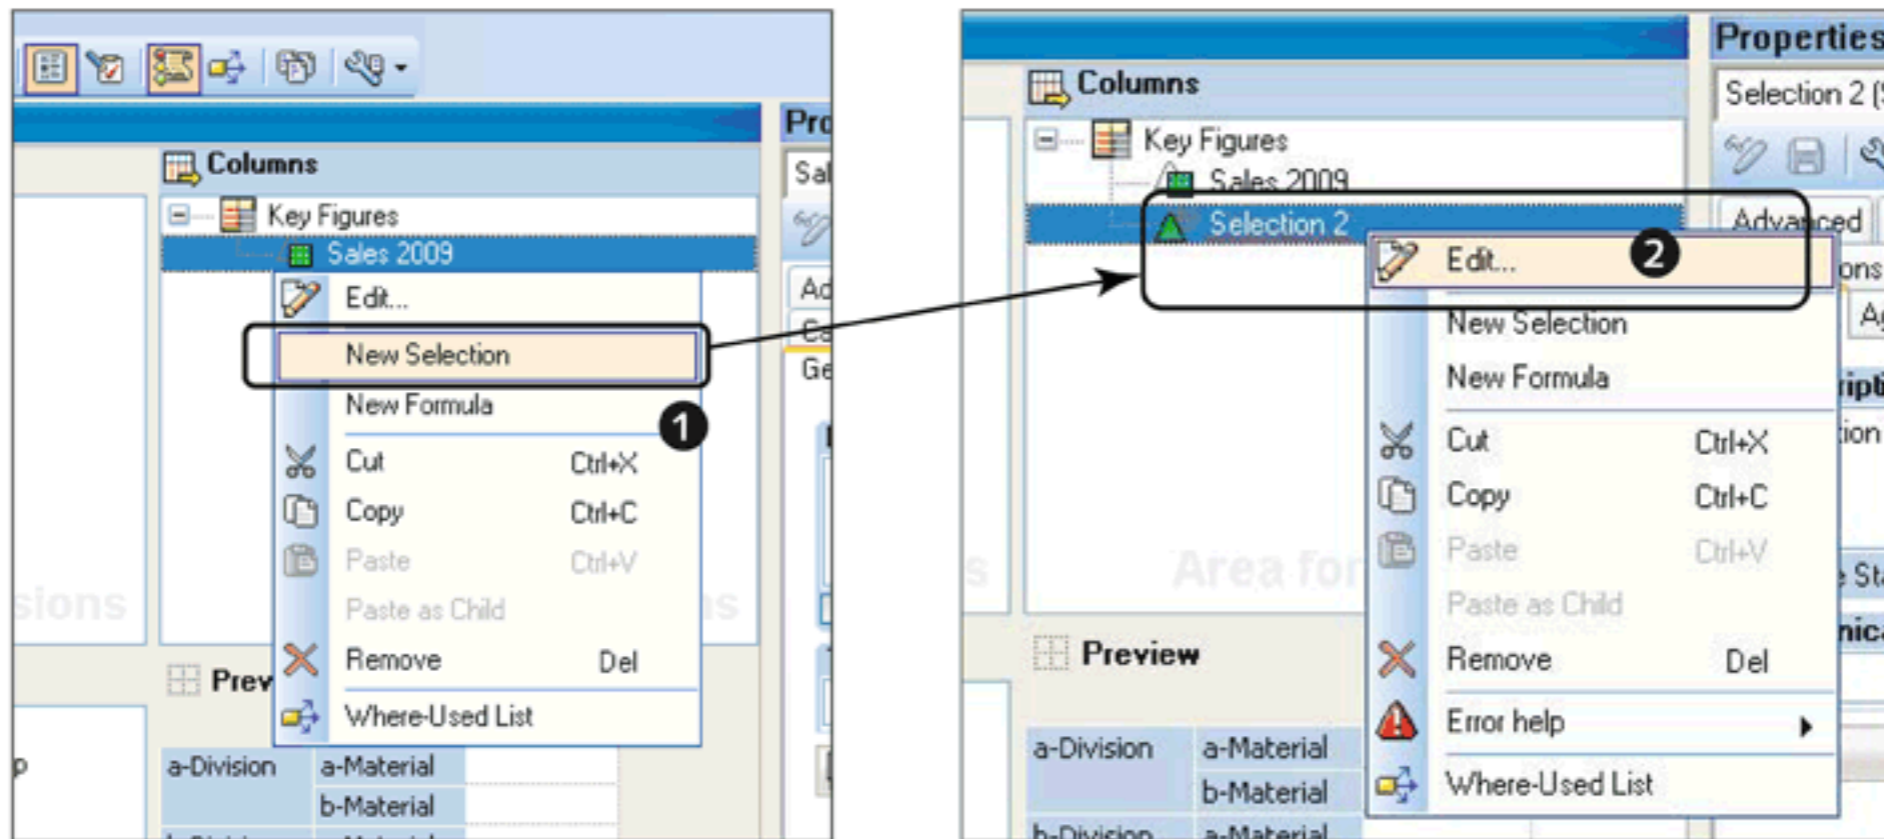 Columns
Key Figures
Sales 2009
Edit...
New Selection
New Formula
1
Cut Ctrl+X
Copy Ctrl+C
Paste Ctrl+V
Paste as Child
Remove Del
Where-Used List
a-Division a-Material
b-Material
Properties
Columns
Selection 2
Key Figures
Sales 2009
Selection 2
Advanced
Edit...
2
New Selection
New Formula
Cut Ctrl+X
Copy Ctrl+C
Paste Ctrl+V
Area for
Paste as Child
Preview
Remove Del
Error help
Where-Used List
a-Division a-Material
b-Material
b-Division a-Material